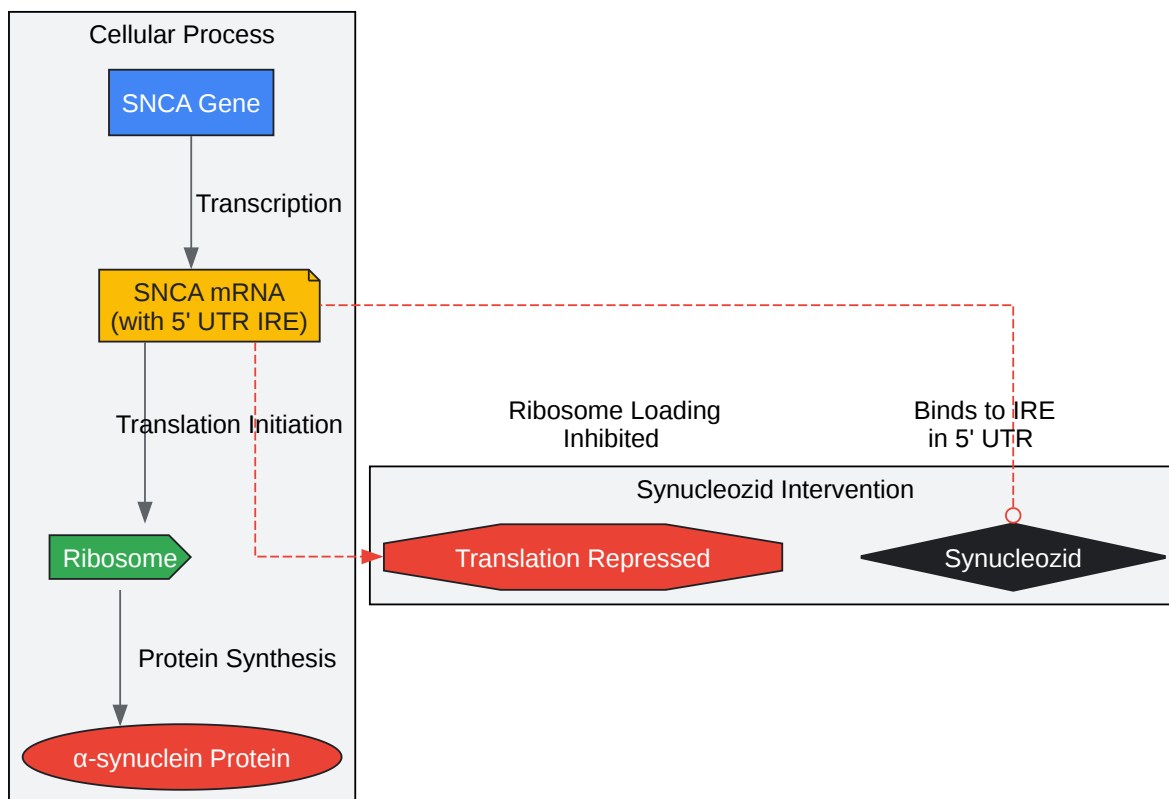 Cellular Process
SNCA Gene
Transcription
SNCA mRNA
(with 5' UTR IRE)
Translation Initiation
Ribosome
Protein Synthesis
α-synuclein Protein
Ribosome Loading
Inhibited
Binds to IRE
in 5' UTR
Synucleozid Intervention
Translation Repressed
Synucleozid